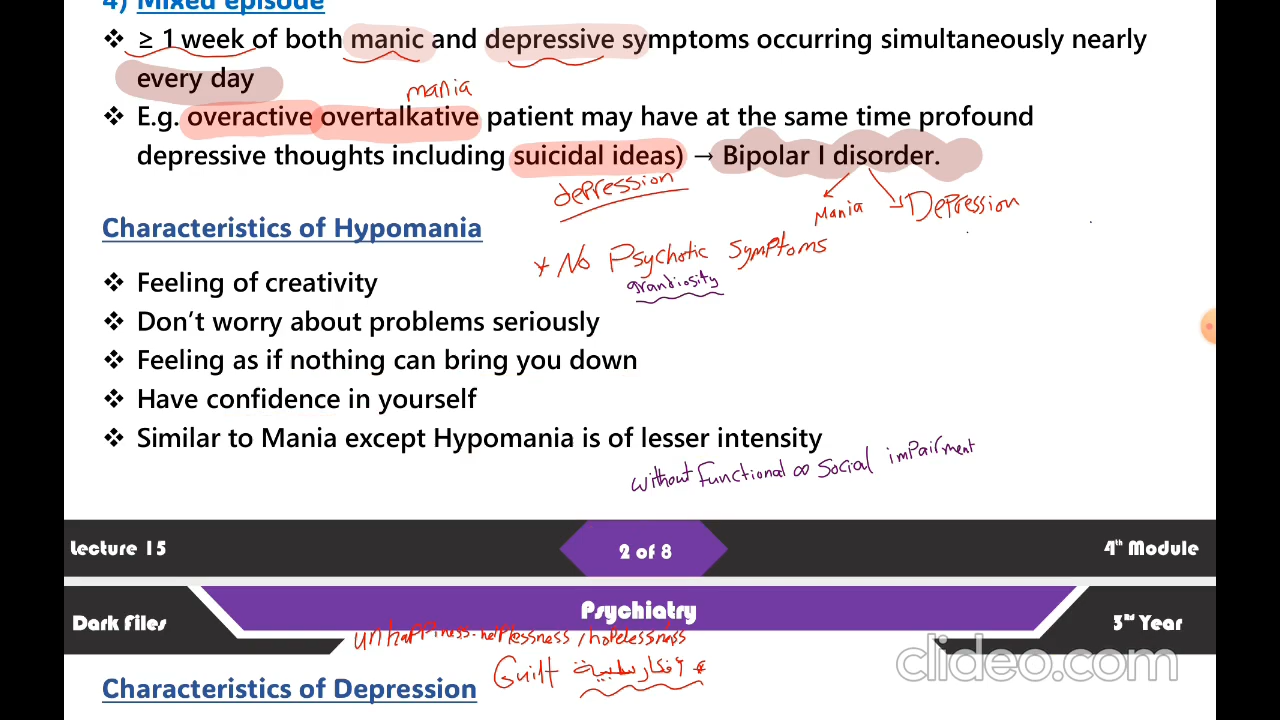 4) Mixed episode
❖ ≥ 1 week of both manic and depressive symptoms occurring simultaneously nearly
every day
mania
❖ E.g. overactive overtalkative patient may have at the same time profound
depressive thoughts including suicidal ideas) → Bipolar I disorder.
depression
Mania
Depression
Characteristics of Hypomania
* No Psychotic symptoms
grandiosity
❖ Feeling of creativity
❖ Don't worry about problems seriously
❖ Feeling as if nothing can bring you down
❖ Have confidence in yourself
❖ Similar to Mania except Hypomania is of lesser intensity
without functional or social impairment
Lecture 15
2 of 8
4th Module
Dark Files
Psychiatry
3rd Year
unhappiness - helplessness / hopelessness
Guilt
* أفكار سلبية
Characteristics of Depression
clideo.com